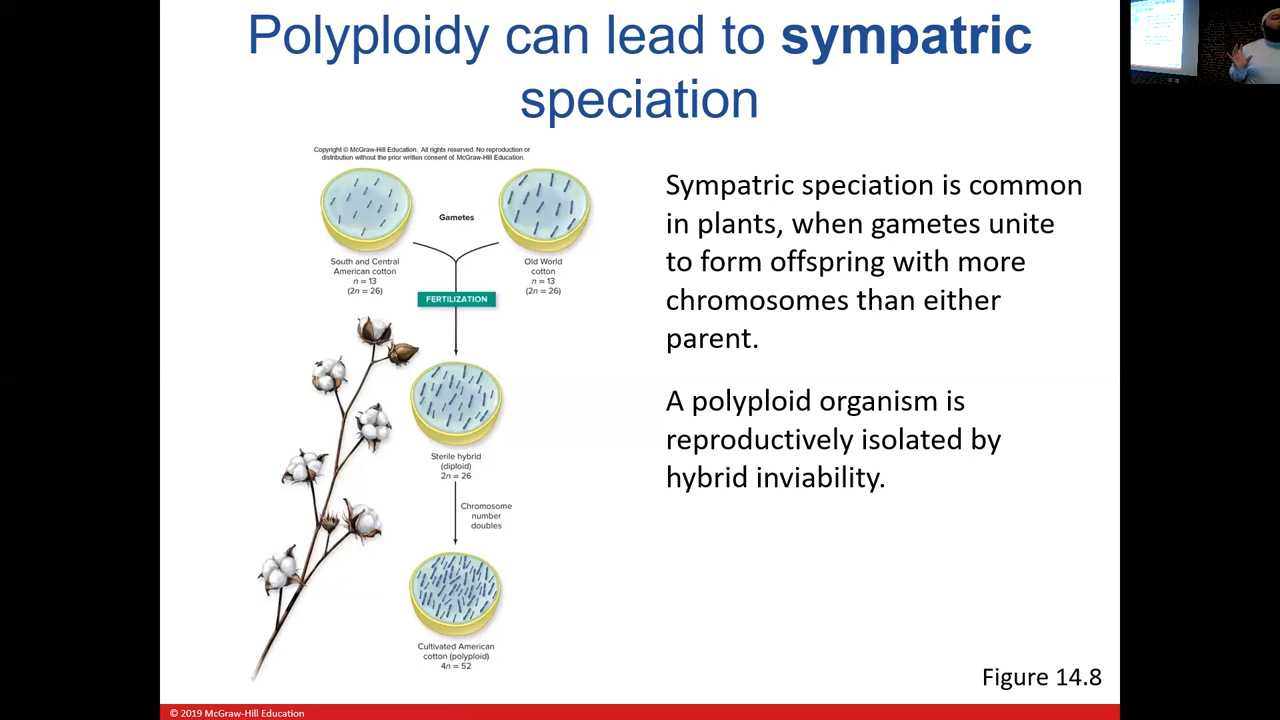 Polyploidy can lead to sympatric
speciation
Copyright © McGraw-Hill Education. All rights reserved. No reproduction or
distribution without the prior written consent of McGraw-Hill Education.
Gametes
South and Central
American cotton
n = 13
(2n = 26)
Old World
cotton
n = 13
(2n = 26)
FERTILIZATION
Sterile hybrid
(diploid)
2n = 26
Chromosome
number
doubles
Cultivated American
cotton (polyploid)
4n = 52
Sympatric speciation is common
in plants, when gametes unite
to form offspring with more
chromosomes than either
parent.
A polyploid organism is
reproductively isolated by
hybrid inviability.
Figure 14.8
© 2019 McGraw-Hill Education